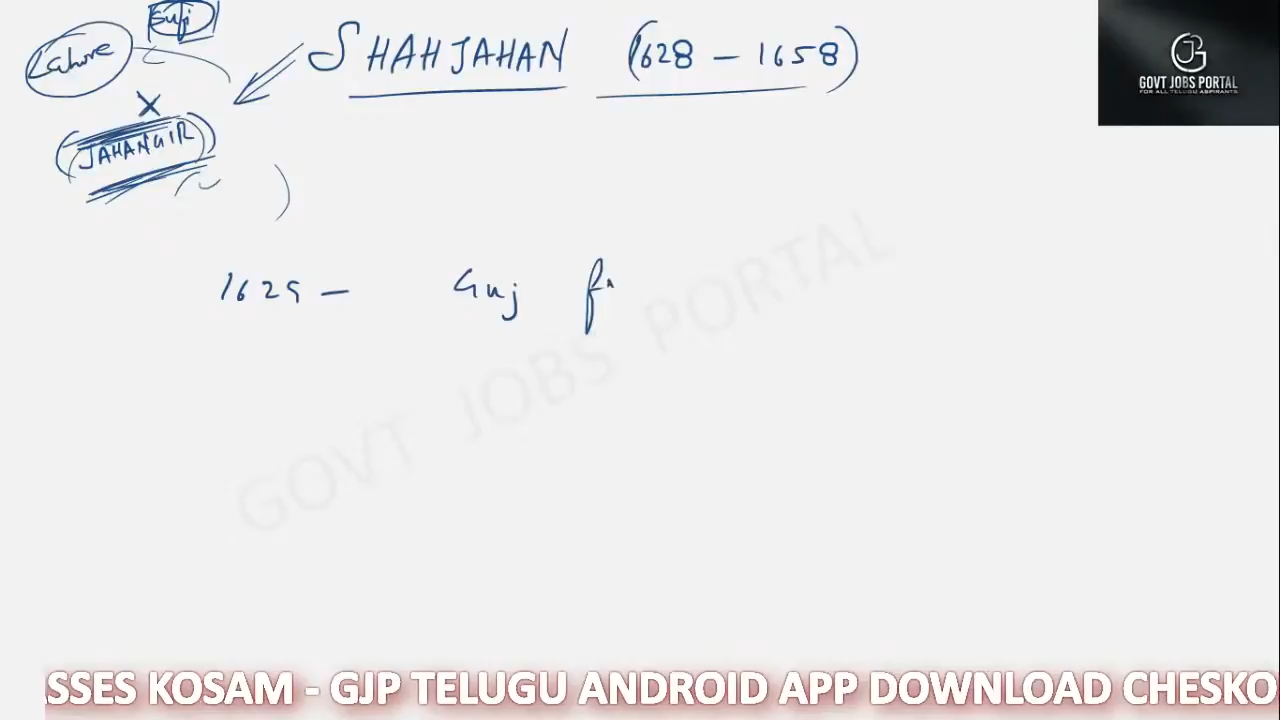 Lahore
Sufi
SHAHJAHAN (1628 - 1658)
X
(JAHANGIR)
1629 - Guj
GOVT JOBS PORTAL
GOVT JOBS PORTAL
FOR ALL TELUGU ASPIRANTS
SSES KOSAM - GJP TELUGU ANDROID APP DOWNLOAD CHESKO